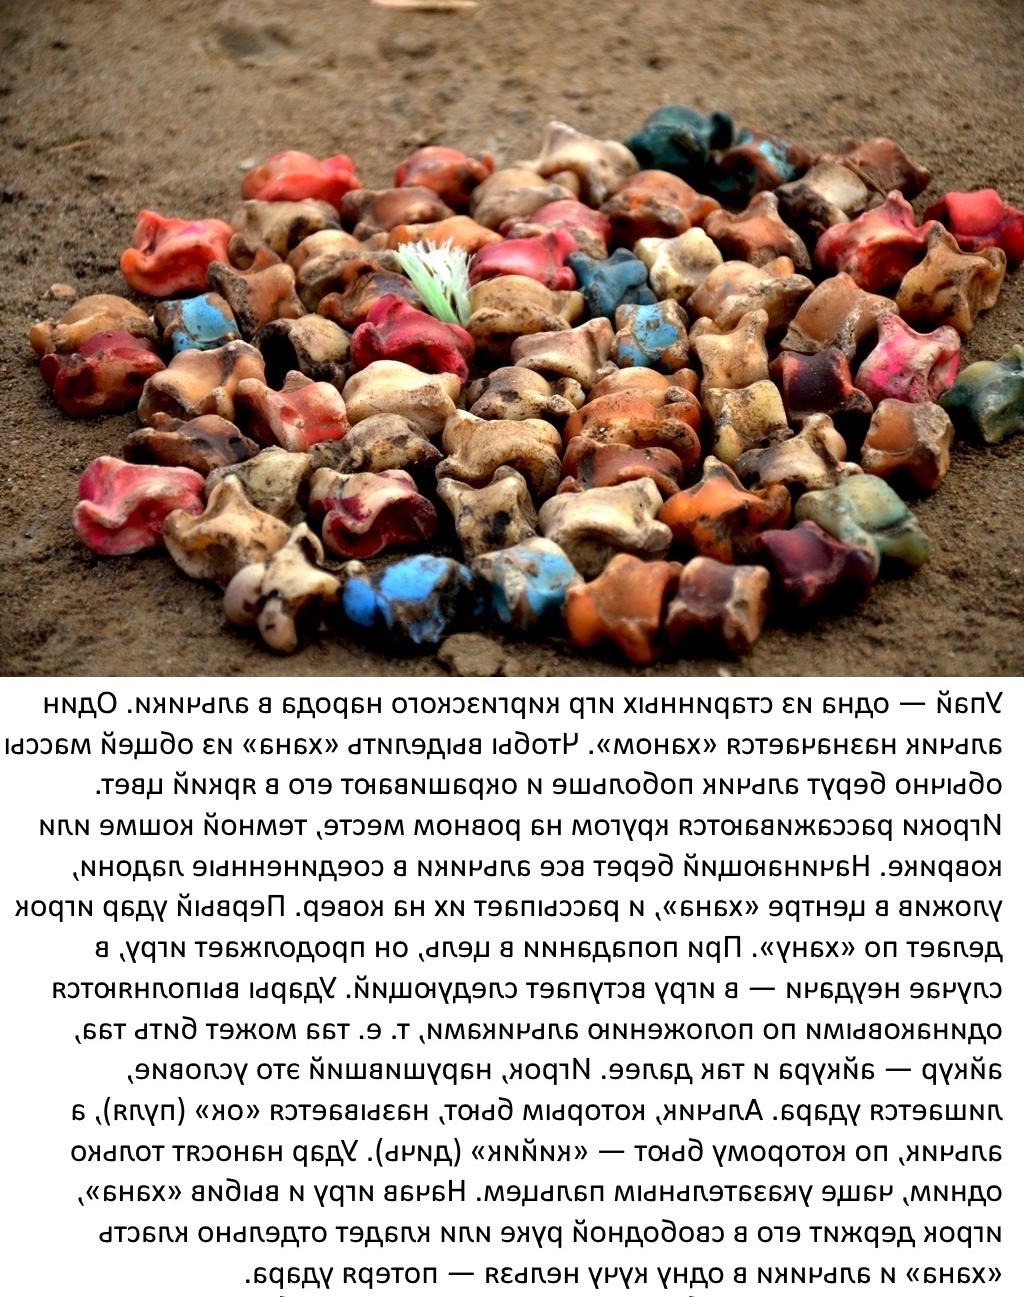 Упай — одна из старинных игр киргизского народа в альчики. Один
альчик назначается «ханом». Чтобы выделить «хана» из общей массы
обычно берут альчик побольше и окрашивают его в яркий цвет.
Игроки рассаживаются кругом на ровном месте, темной кошме или
коврике. Начинающий берет все альчики в соединенные ладони,
уложив в центре «хана», и рассыпает их на ковер. Первый удар игрок
делает по «хану». При попадании в цель, он продолжает игру, в
случае неудачи — в игру вступает следующий. Удары выполняются
одинаковыми по положению альчиками, т. е. таа может бить таа,
айкур — айкура и так далее. Игрок, нарушивший это условие,
лишается удара. Альчик, которым бьют, называется «ок» (пуля), а
альчик, по которому бьют — «кийик» (дичь). Удар наносят только
одним, чаще указательным пальцем. Начав игру и выбив «хана»,
игрок держит его в свободной руке или кладет отдельно класть
«хана» и альчики в одну кучу нельзя — потеря удара.